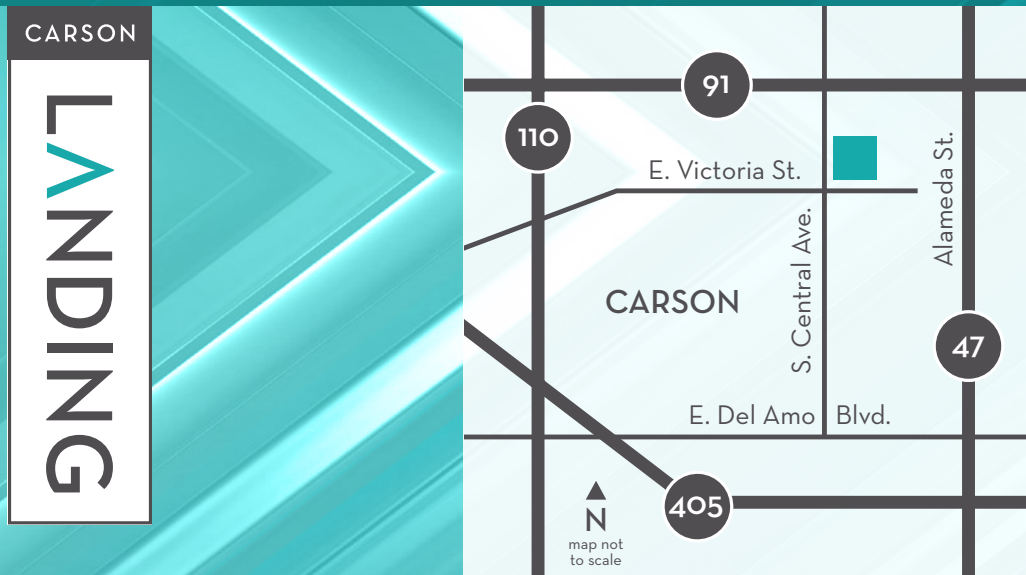 CARSON
LANDING
91
110
E. Victoria St.
Alameda St.
S. Central Ave.
CARSON
47
E. Del Amo Blvd.
405
N
map not
to scale